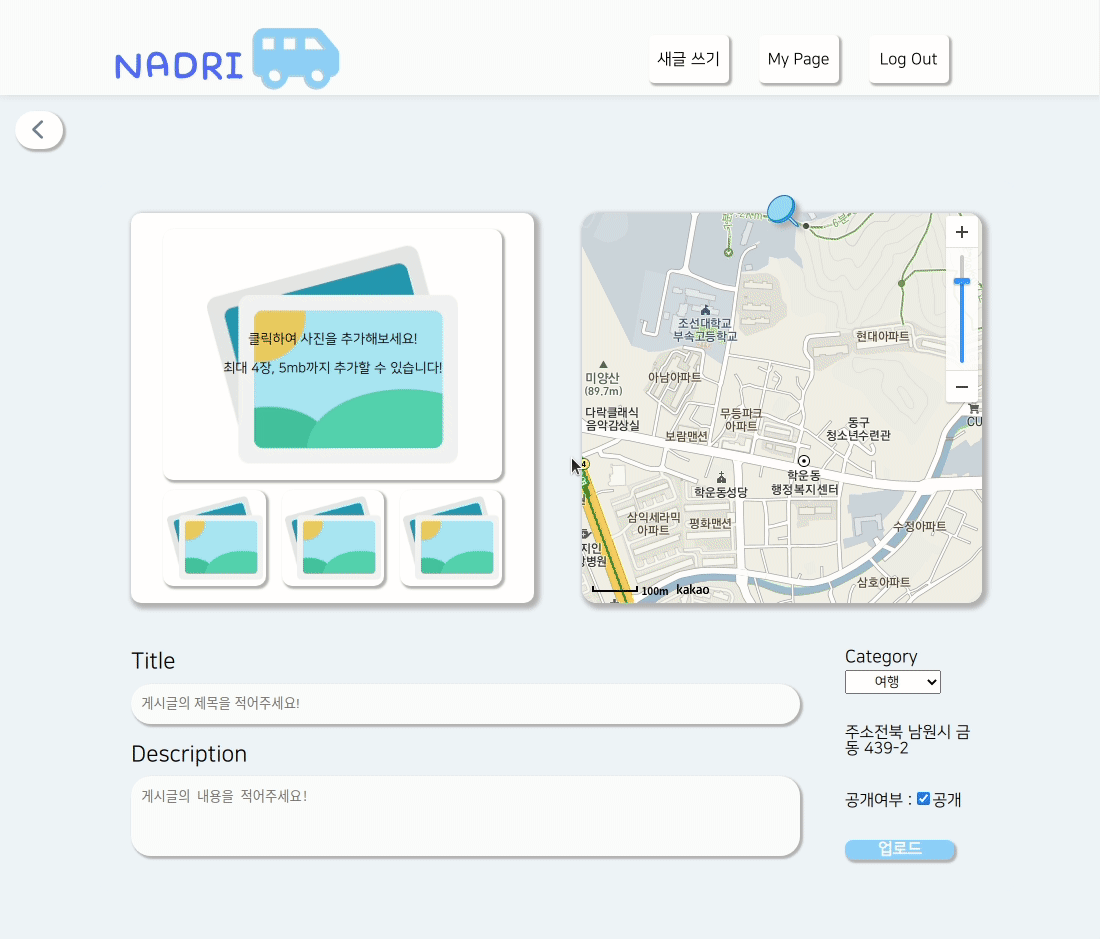 NADRI
새글 쓰기
My Page
Log Out
클릭하여 사진을 추가해보세요!
최대 4장, 5mb까지 추가할 수 있습니다!
6분
+
조선대학교
부속고등학교
현대아파트
미양산
(89.7m)
아남아파트
−
다락클래식
음악감상실
무등파크
아파트
보람맨션
동구
청소년수련관
CU
4
학운동
행정복지센터
학운동성당
삼익세라믹
아파트
평화맨션
수정아파트
지인
병원
삼호아파트
100m
kakao
Title
게시글의 제목을 적어주세요!
Description
게시글의 내용을 적어주세요!
Category
여행
주소전북 남원시 금
동 439-2
공개여부 : 공개
업로드